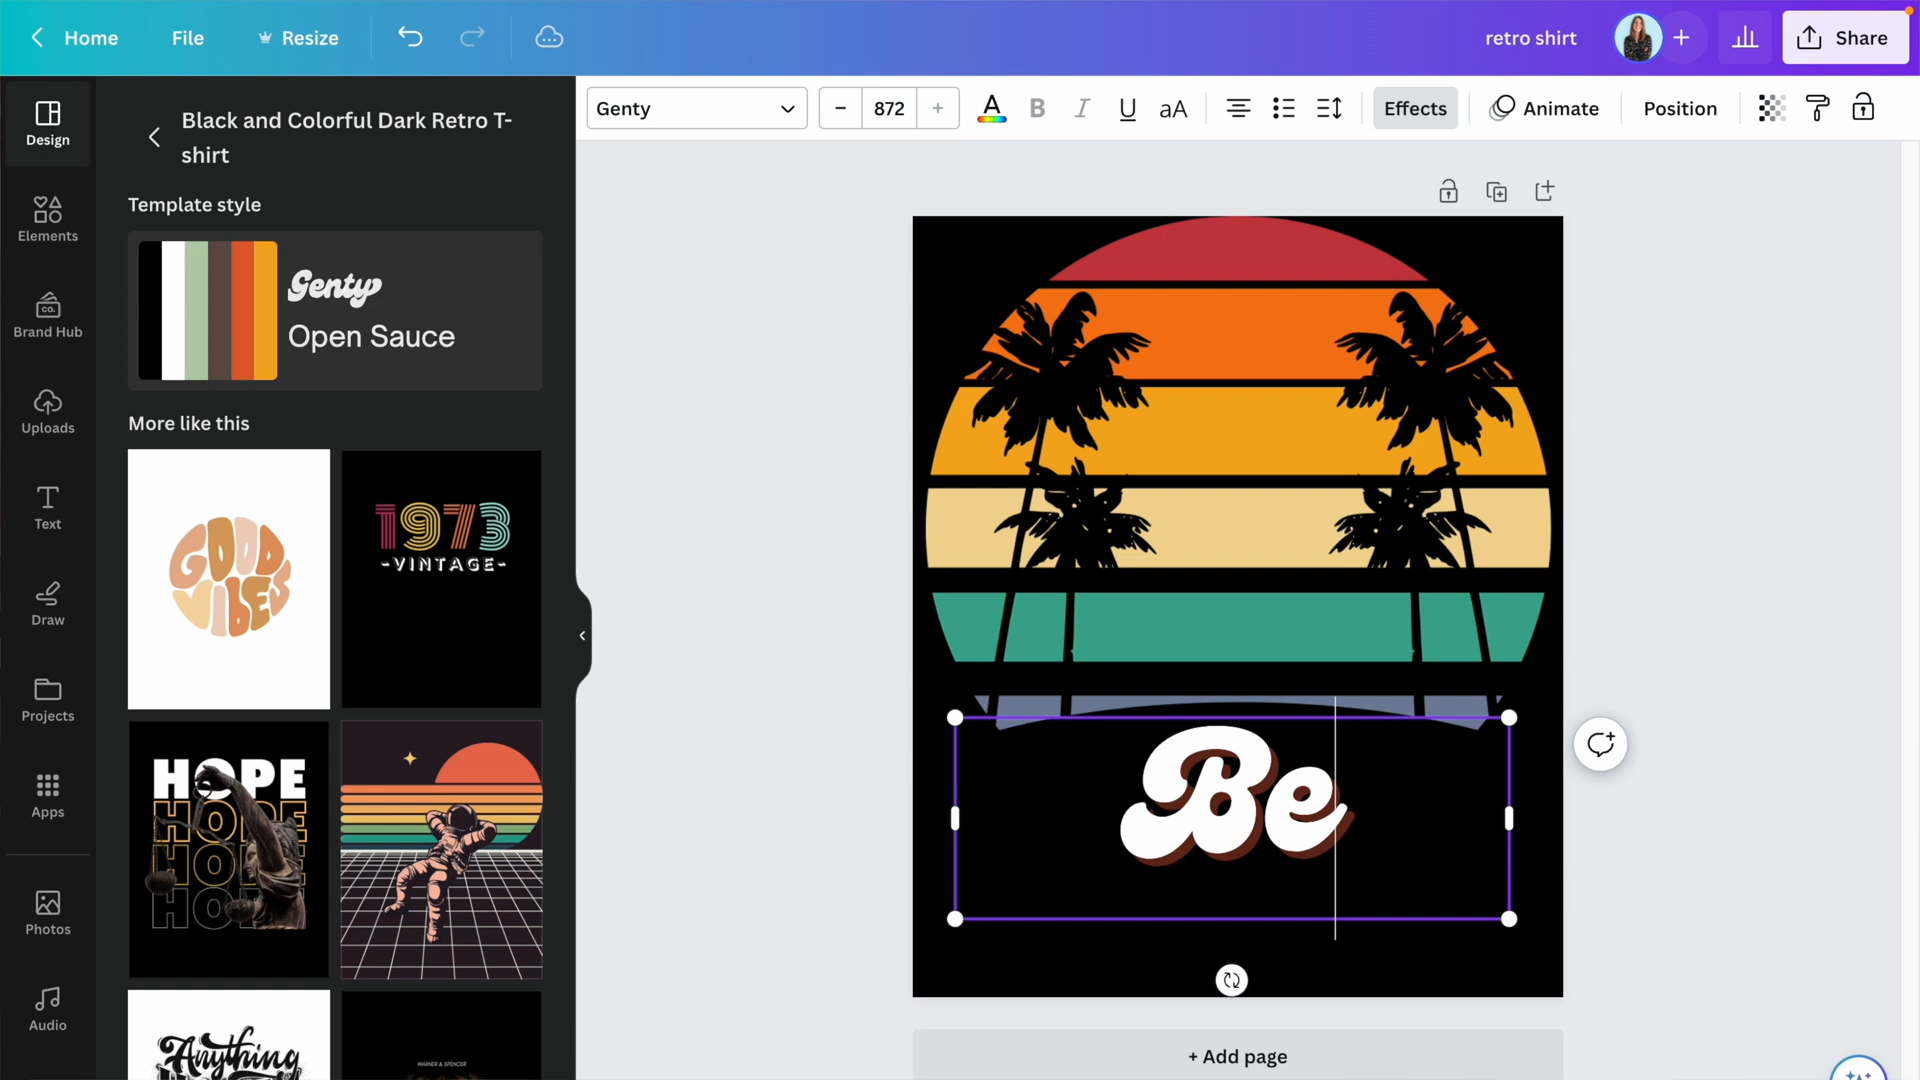 Home
File
Resize
retro shirt
Share
Design
Elements
Brand Hub
CO.
Uploads
Text
Draw
Projects
Apps
Photos
Audio
Black and Colorful Dark Retro T-
shirt
Template style
Genty
Open Sauce
More like this
GOOD
VIBES
1973
-VINTAGE-
HOPE
HOPE
HOPE
HO
Anything
WARNER & SPENCER
Genty
872
A
B
I
U
aA
Effects
Animate
Position
Be
+ Add page